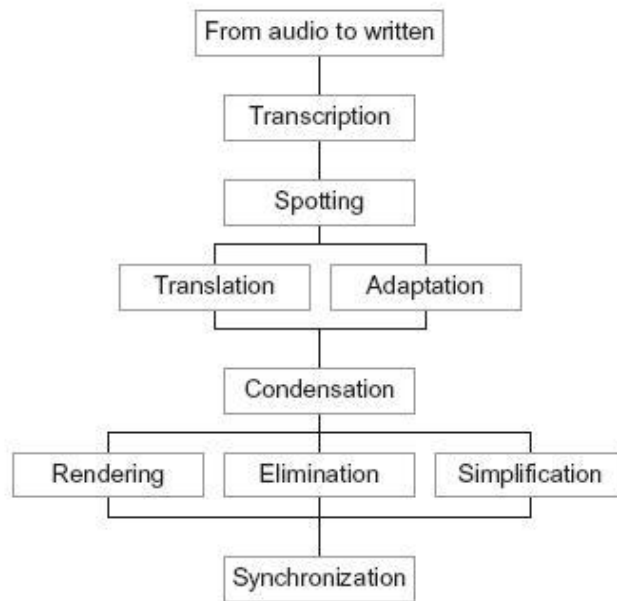 From audio to written
Transcription
Spotting
Translation
Adaptation
Condensation
Rendering
Elimination
Simplification
Synchronization